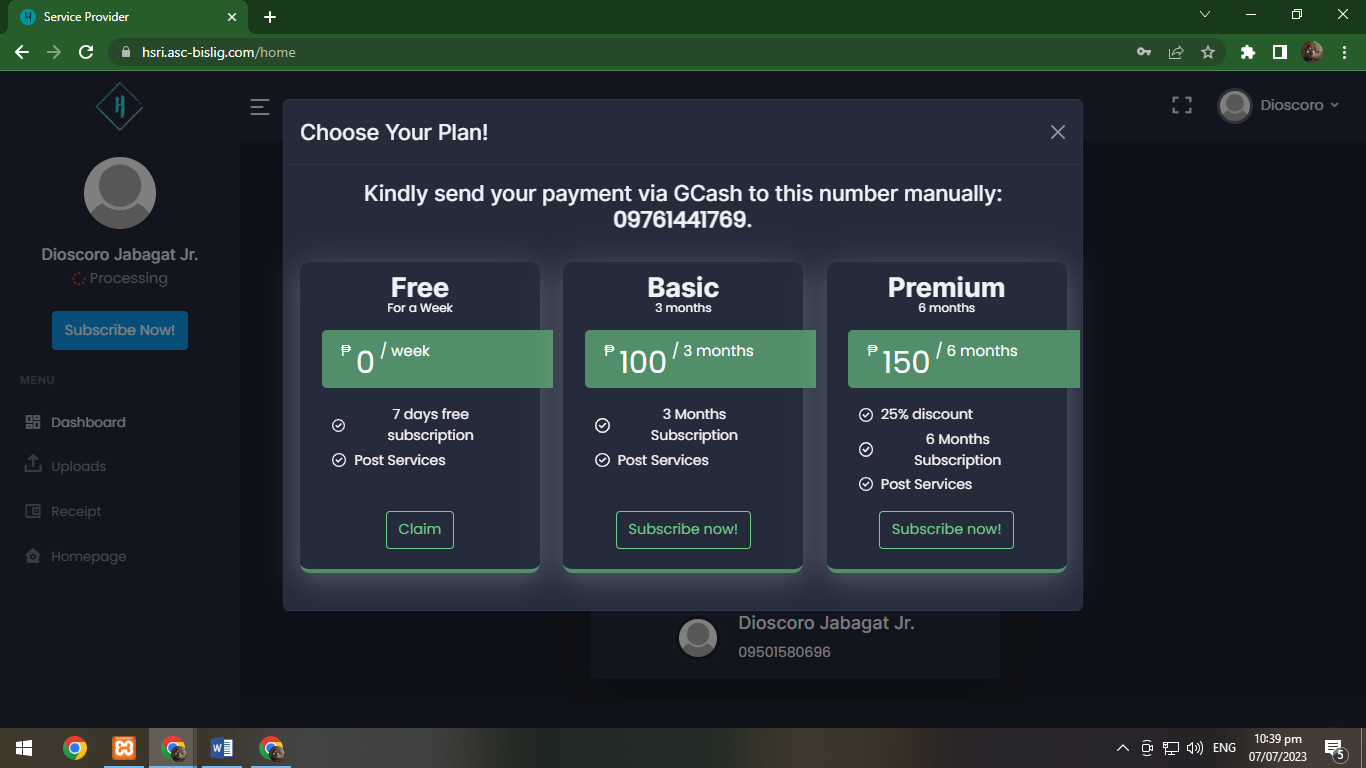 Service Provider
hsri.asc-bislig.com/home
Dioscoro
Dioscoro Jabagat Jr.
Processing
Subscribe Now!
MENU
Dashboard
Uploads
Receipt
Homepage
Choose Your Plan!
Kindly send your payment via GCash to this number manually:
09761441769.
Free
For a Week
₱ 0 / week
7 days free
subscription
Post Services
Claim
Basic
3 months
₱ 100 / 3 months
3 Months
Subscription
Post Services
Subscribe now!
Premium
6 months
₱ 150 / 6 months
25% discount
6 Months
Subscription
Post Services
Subscribe now!
Dioscoro Jabagat Jr.
09501580696
ENG
10:39 pm
07/07/2023
5